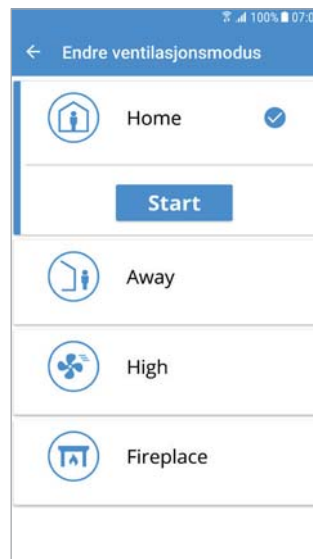 100% 07:0
Endre ventilasjonsmodus
Home
Start
Away
High
Fireplace